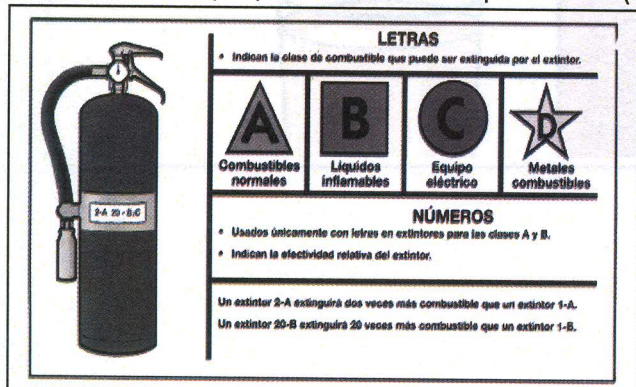 LETRAS
• Indican la clase de combustible que puede ser extinguida por el extintor.
A B C D
Combustibles normales
Líquidos inflamables
Equipo eléctrico
Metales combustibles
2-A 20-B:C
NÚMEROS
• Usados únicamente con letras en extintores para las clases A y B.
• Indican la efectividad relativa del extintor.
Un extintor 2-A extinguirá dos veces más combustible que un extintor 1-A.
Un extintor 20-B extinguirá 20 veces más combustible que un extintor 1-B.